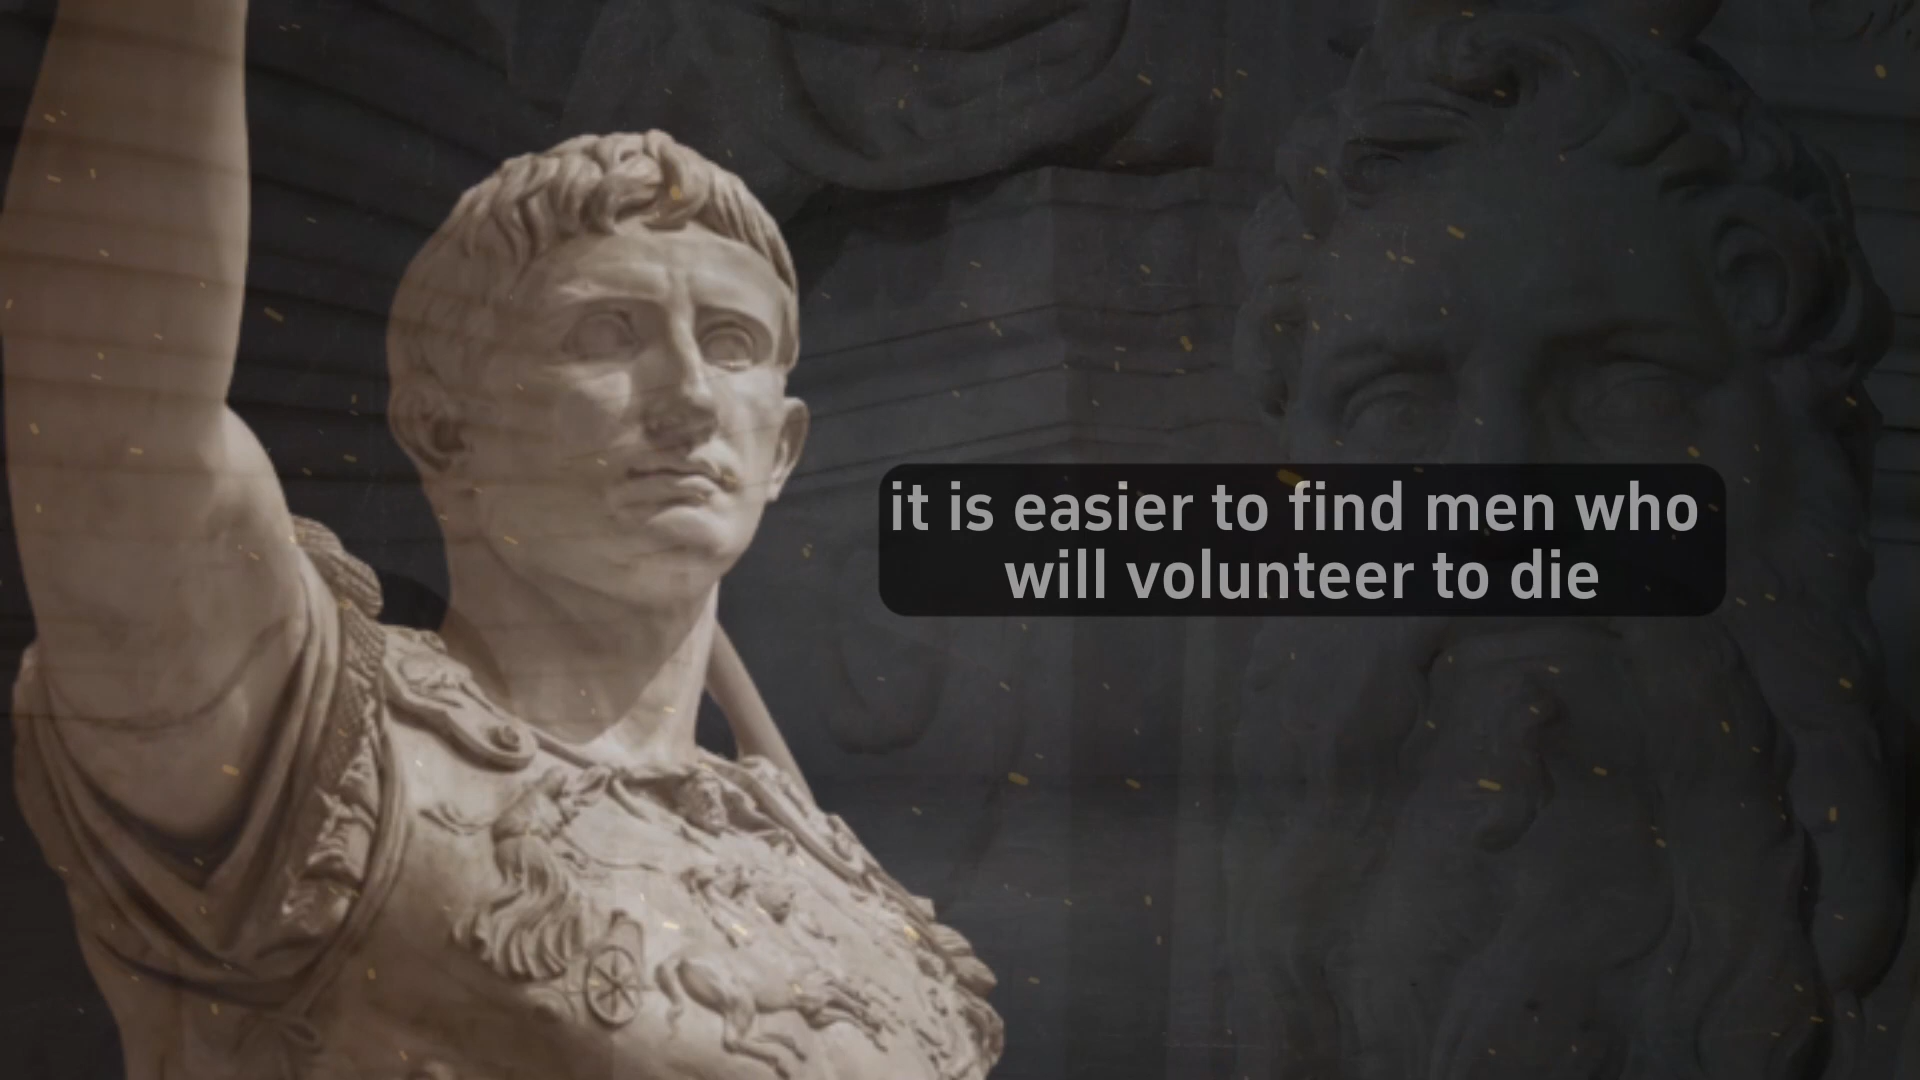 it is easier to find men who
will volunteer to die